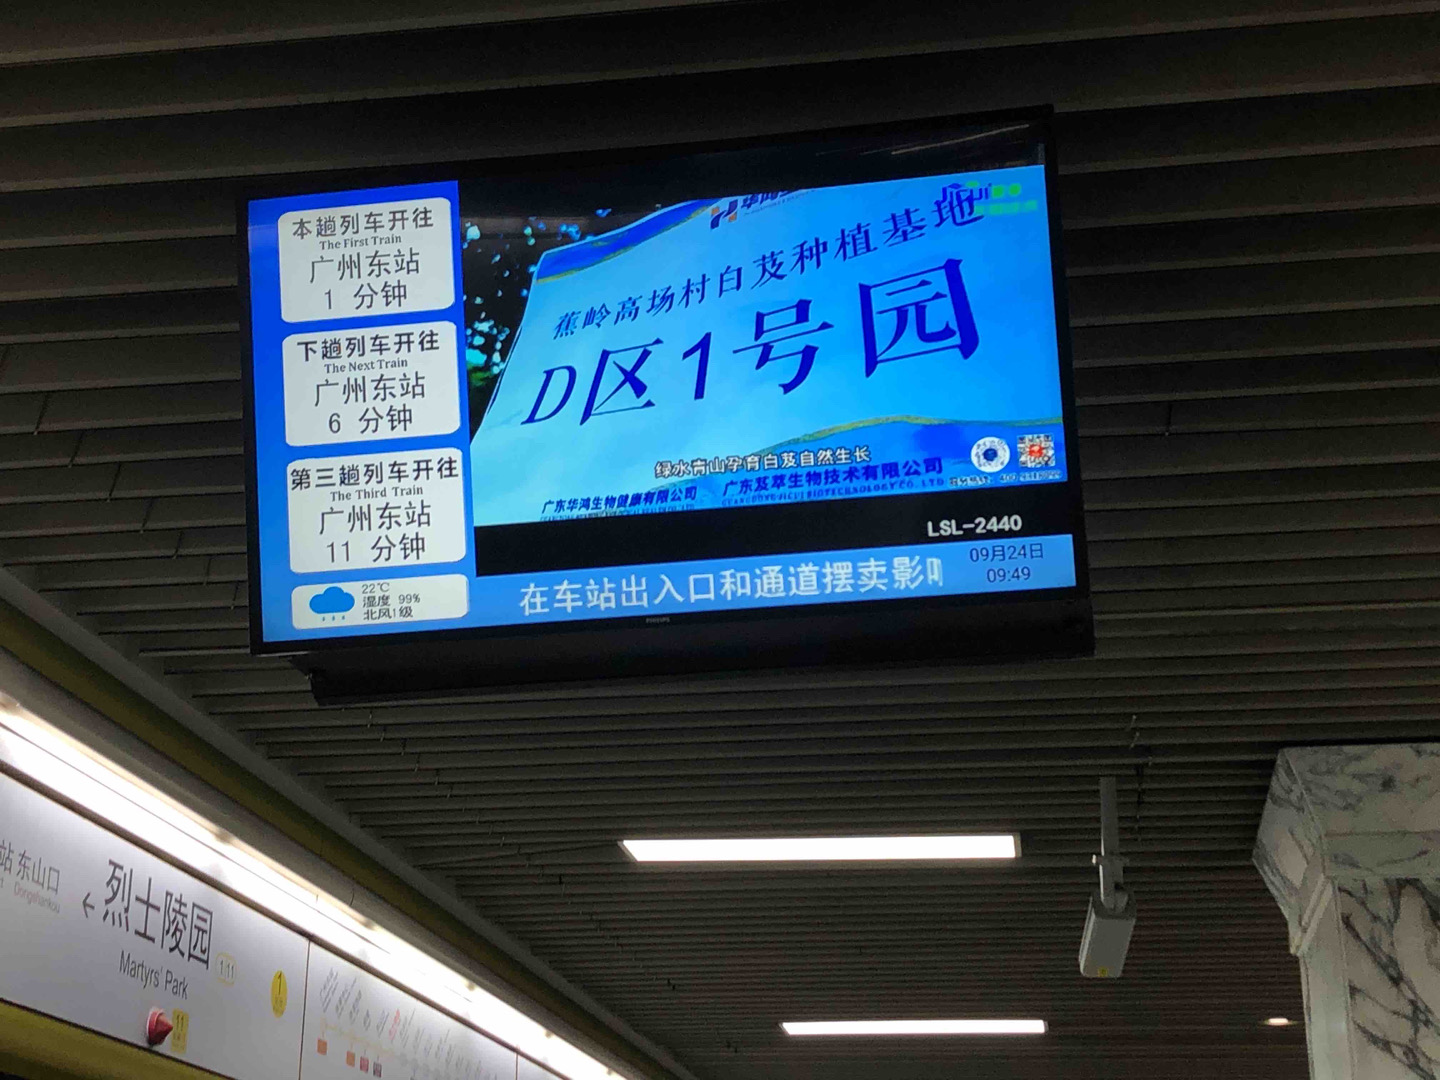 本趟列车开往
The First Train
广州东站
1 分钟
下趟列车开往
The Next Train
广州东站
6 分钟
第三趟列车开往
The Third Train
广州东站
11 分钟
22℃
湿度 99%
北风1级
蕉岭高场村白芨种植基地
D区1号园
绿水青山孕育白芨自然生长
广东华鸿生物健康有限公司
广东芨萃生物技术有限公司
LSL-2440
在车站出入口和通道摆卖影
09月24日
09:49
PHILIPS
站 东山口
Dongshankou
←烈士陵园
Martyrs' Park
1
11